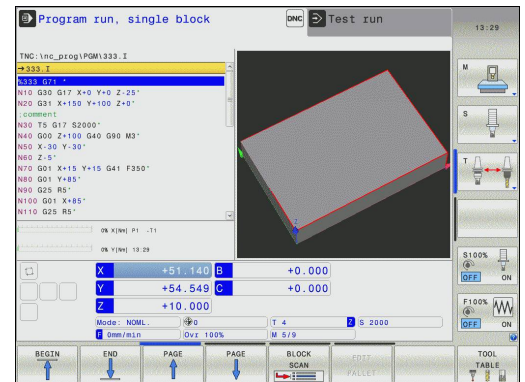 Program run, single block
DNC
Test run
13:29
TNC:\nc_prog\PGM\333.I
→333.I
%333 G71 *
N10 G30 G17 X+0 Y+0 Z-25*
N20 G31 X+150 Y+100 Z+0*
;comment
N30 T5 G17 S2000*
N40 G00 Z+100 G40 G90 M3*
N50 X-30 Y-30*
N60 Z-5*
N70 G01 X+15 Y+15 G41 F350*
N80 G01 Y+85*
N90 G25 R5*
N100 G01 X+85*
N110 G25 R5*
0% X[Nm] P1 -T1
0% Y[Nm] 13:29
Z
M
S
T
S100%
OFF ON
F100%
OFF ON
X +51.140 B +0.000
Y +54.549 C +0.000
Z +10.000
Mode: NOML. 0 T 4 Z S 2000
F 0mm/min Ovr 100% M 5/9
BEGIN
END
PAGE
PAGE
BLOCK SCAN
EDIT PALLET
TOOL TABLE